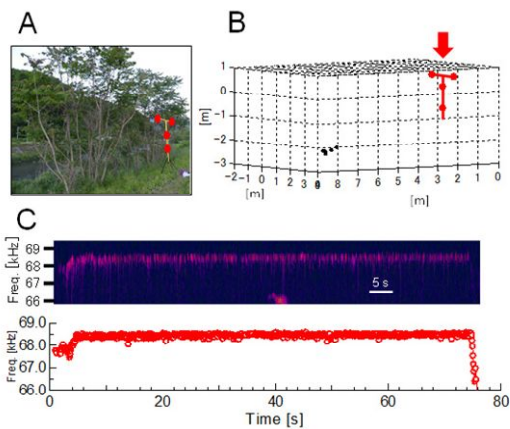 A
B
1
0
-1
-2
-3
[m]
-2 -1 0 1 2 3 4
[m]
9 8 7 6 5 4 3 2 1 0
[m]
C
Freq. [kHz]
69
68
67
66
5 s
Freq. [kHz]
69.0
68.0
67.0
66.0
0 20 40 60 80
Time [s]